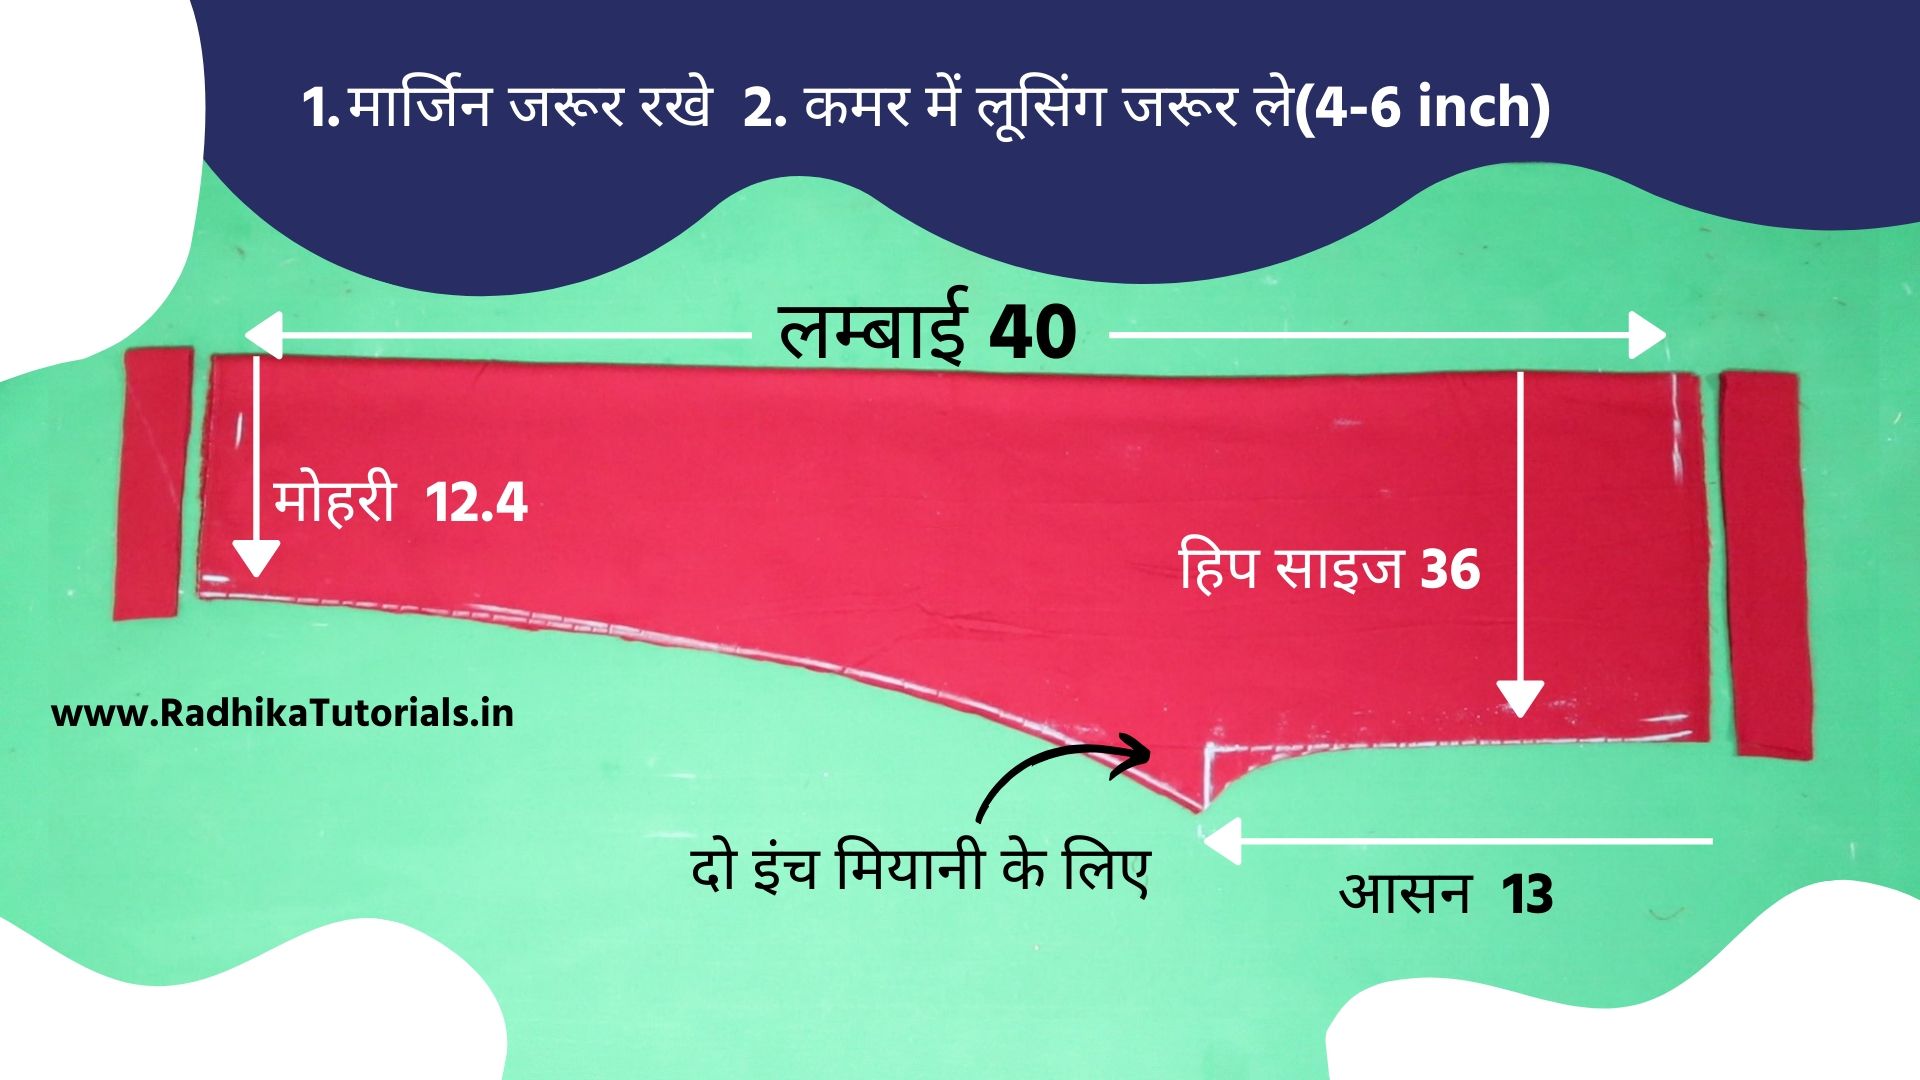 1.मार्जिन जरूर रखे 2. कमर में लूसिंग जरूर ले(4-6 inch)
लम्बाई 40
मोहरी 12.4
हिप साइज 36
www.RadhikaTutorials.in
दो इंच मियानी के लिए
आसन 13